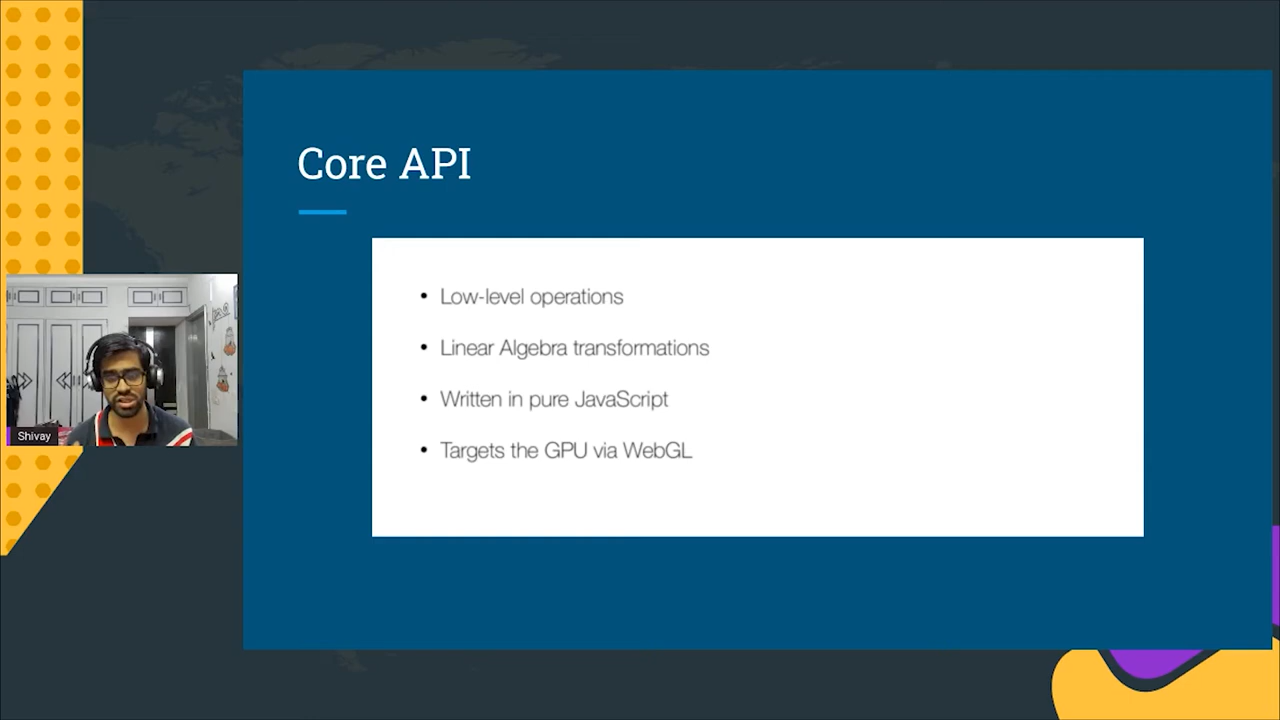 Core API
• Low-level operations
• Linear Algebra transformations
• Written in pure JavaScript
• Targets the GPU via WebGL
Shivay